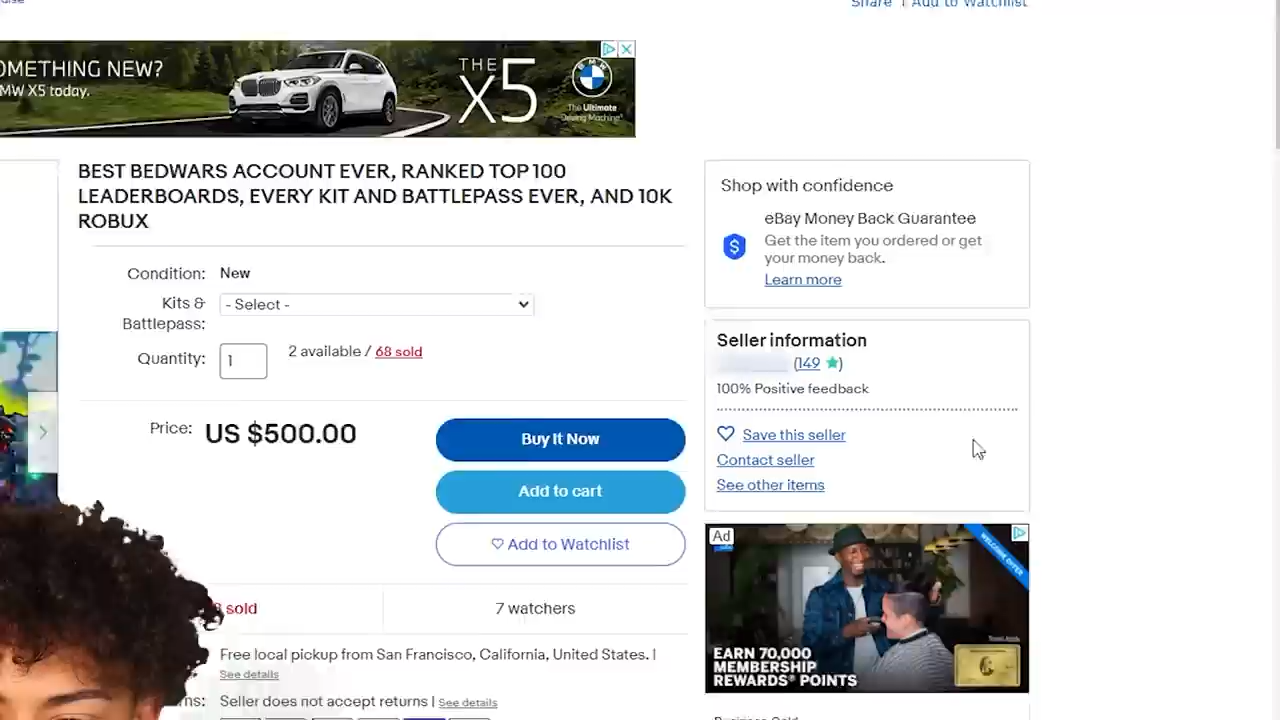 Share | Add to Watchlist
OMETHING NEW?
MW X5 today.
THE
X5
The Ultimate
Driving Machine
BEST BEDWARS ACCOUNT EVER, RANKED TOP 100
LEADERBOARDS, EVERY KIT AND BATTLEPASS EVER, AND 10K
ROBUX
Condition: New
Kits &
Battlepass:
- Select -
Quantity: 1
2 available / 68 sold
Price: US $500.00
Buy It Now
Add to cart
Add to Watchlist
sold
7 watchers
Free local pickup from San Francisco, California, United States. |
See details
ns: Seller does not accept returns | See details
Shop with confidence
eBay Money Back Guarantee
$
Get the item you ordered or get
your money back.
Learn more
Seller information
(149 ★)
100% Positive feedback
Save this seller
Contact seller
See other items
Ad
WELCOME OFFER
EARN 70,000
MEMBERSHIP
REWARDS® POINTS